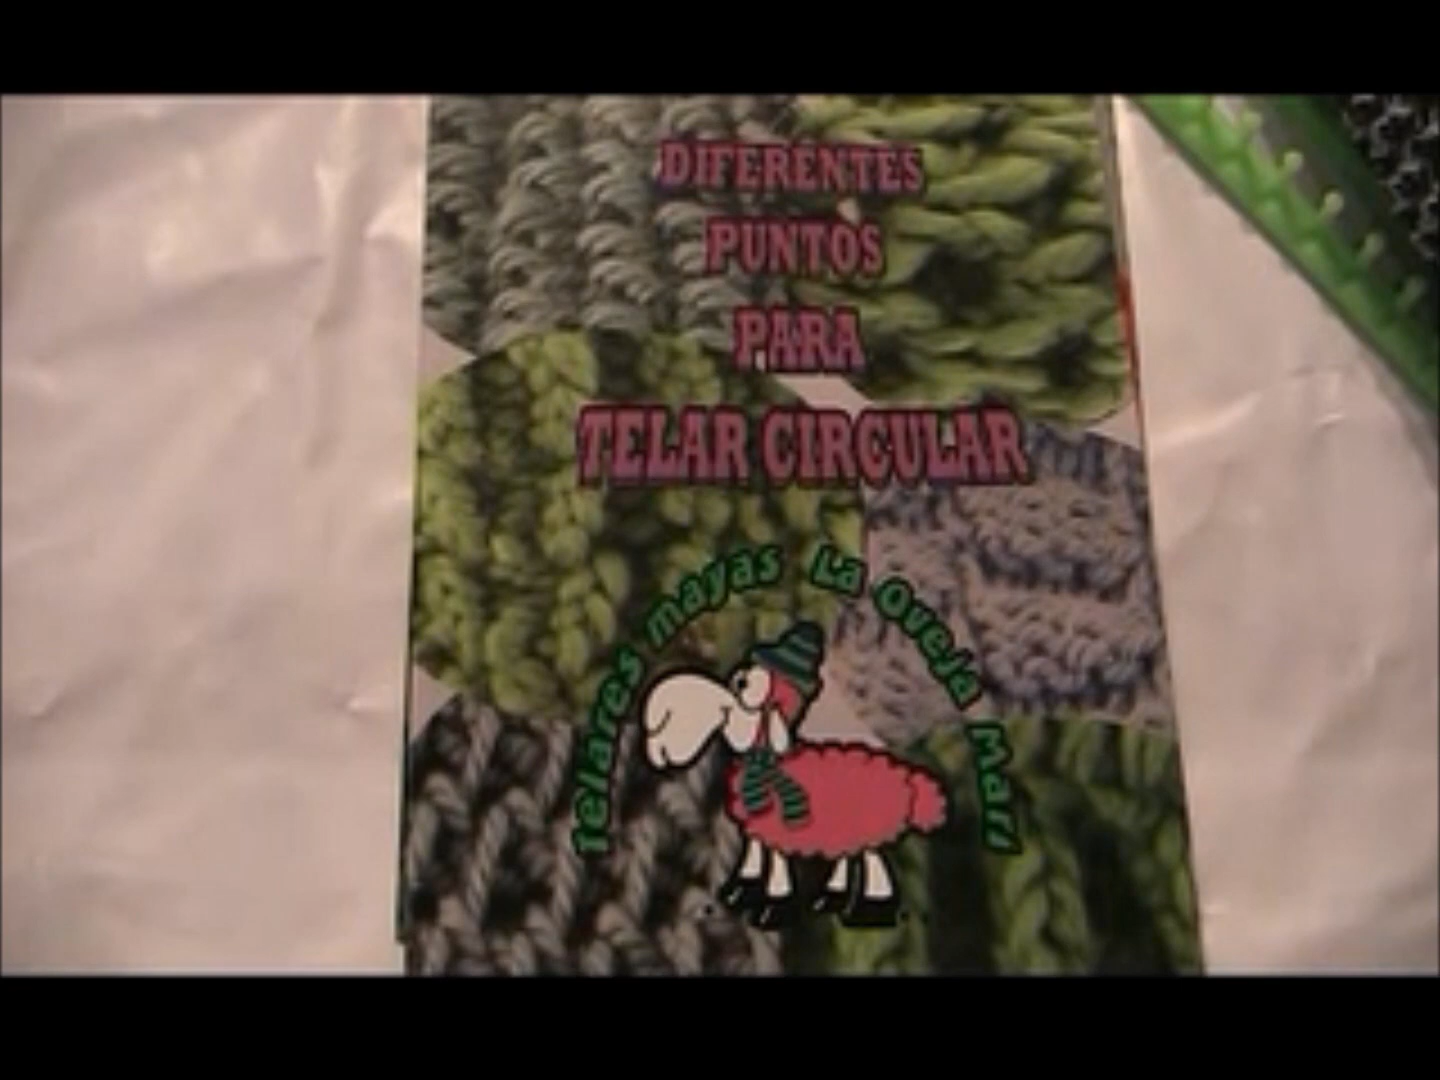 DIFERENTES
PUNTOS
PARA
TELAR CIRCULAR
Telares mayas La Oveja Mari